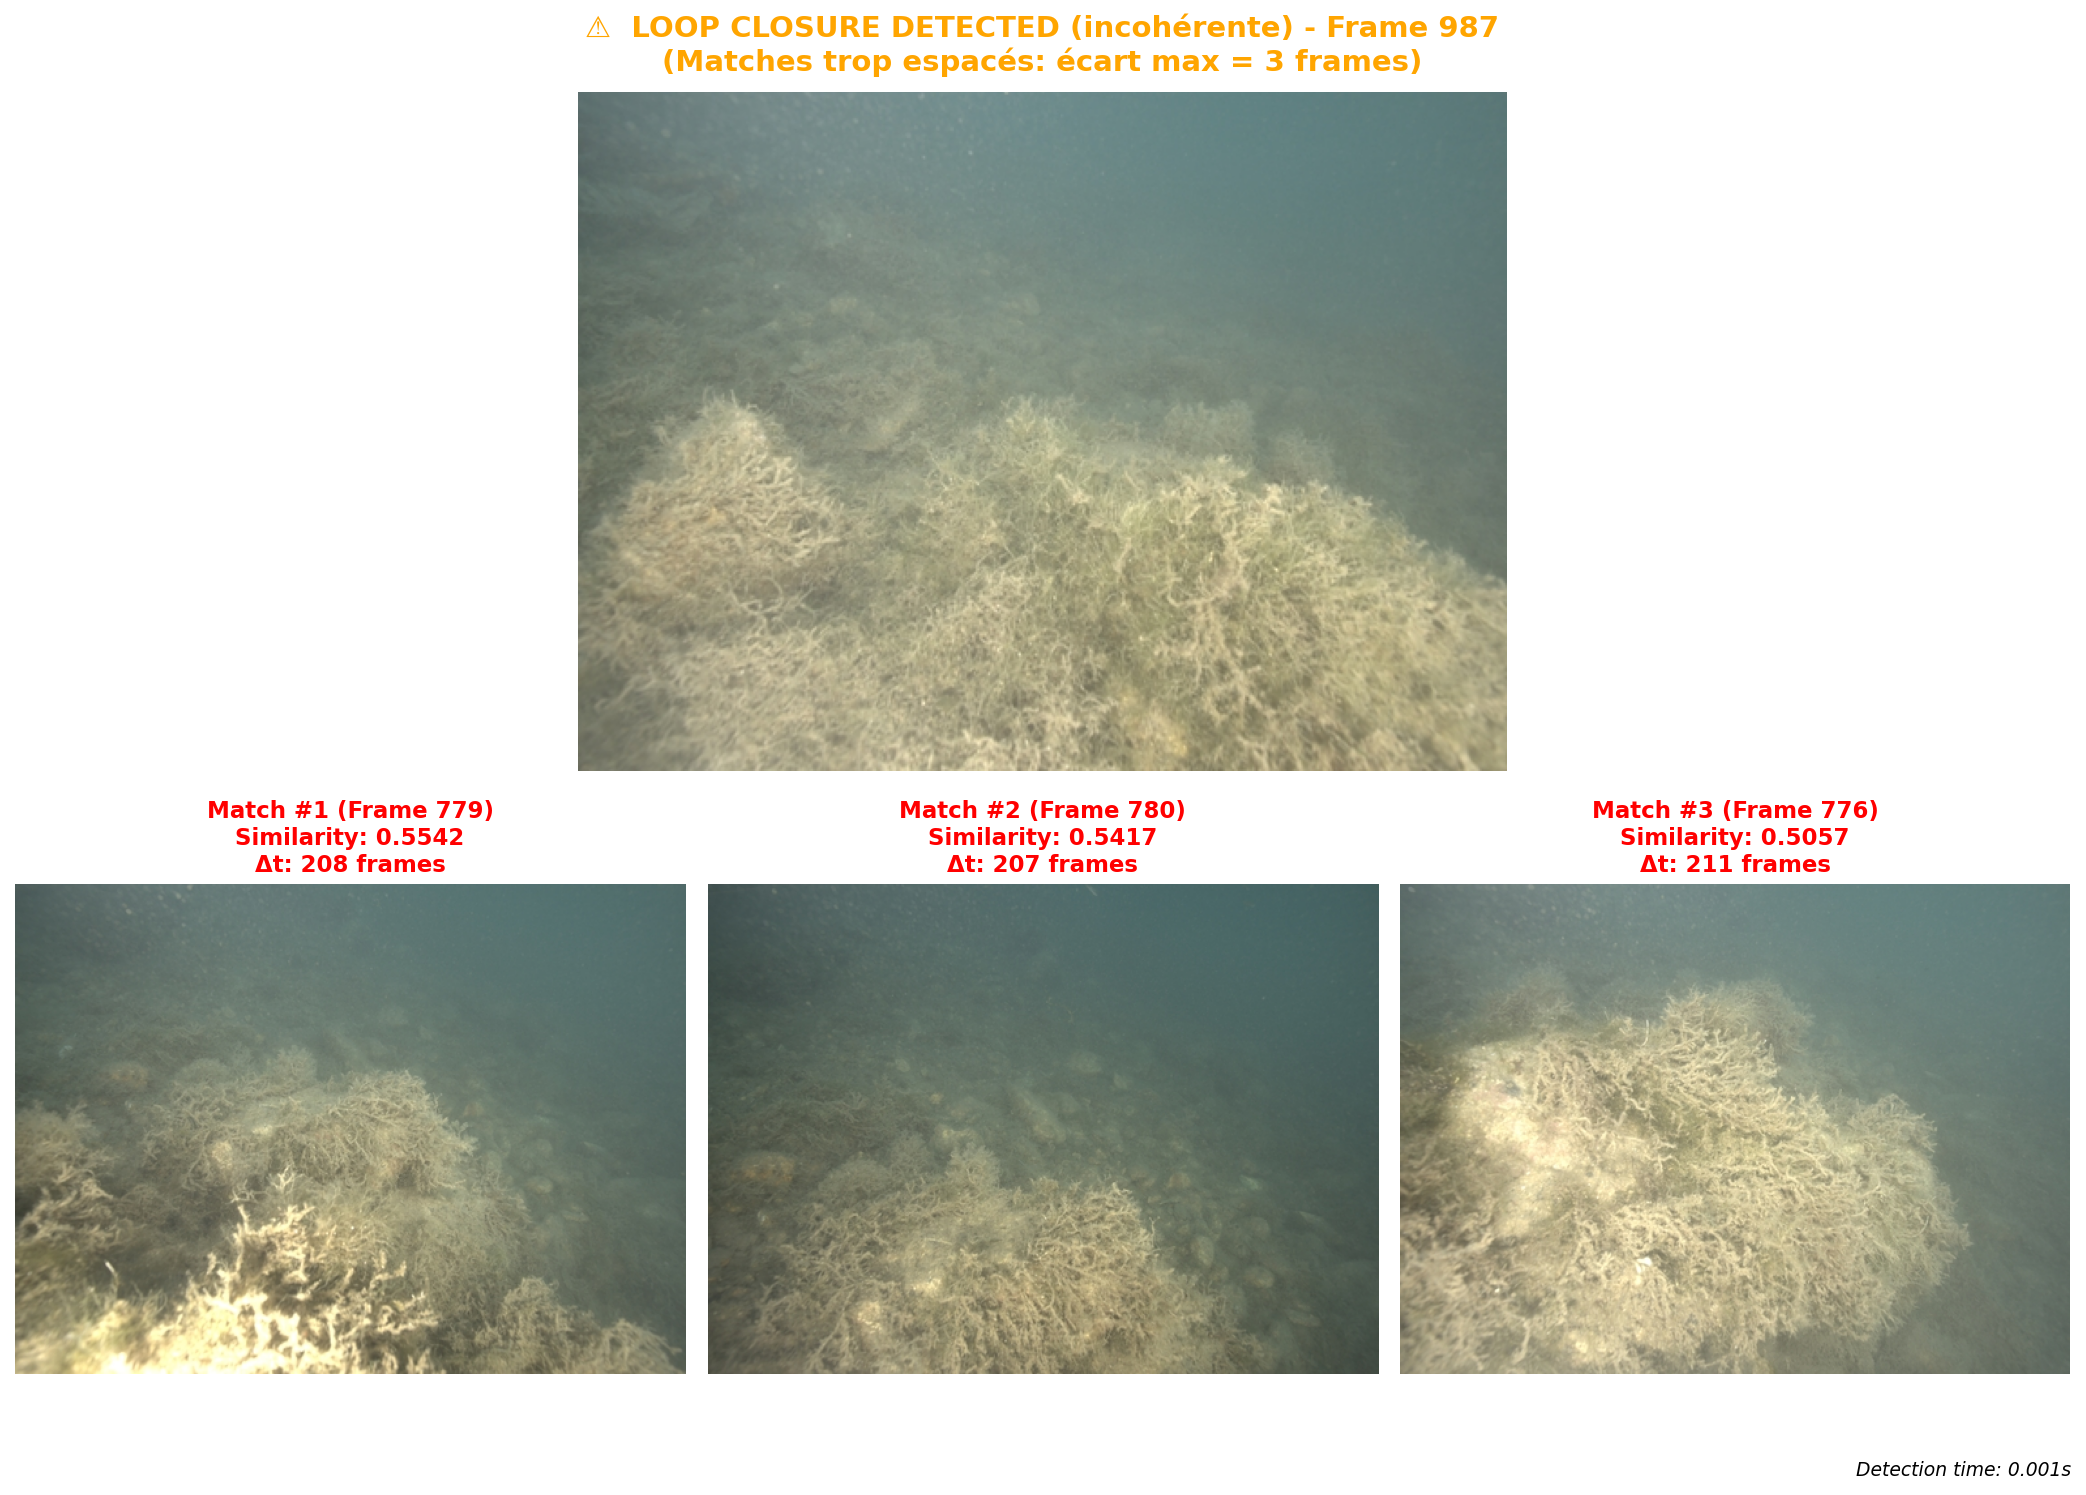 ⚠ LOOP CLOSURE DETECTED (incohérente) - Frame 987
(Matches trop espacés: écart max = 3 frames)
Match #1 (Frame 779)
Similarity: 0.5542
Δt: 208 frames
Match #2 (Frame 780)
Similarity: 0.5417
Δt: 207 frames
Match #3 (Frame 776)
Similarity: 0.5057
Δt: 211 frames
Detection time: 0.001s